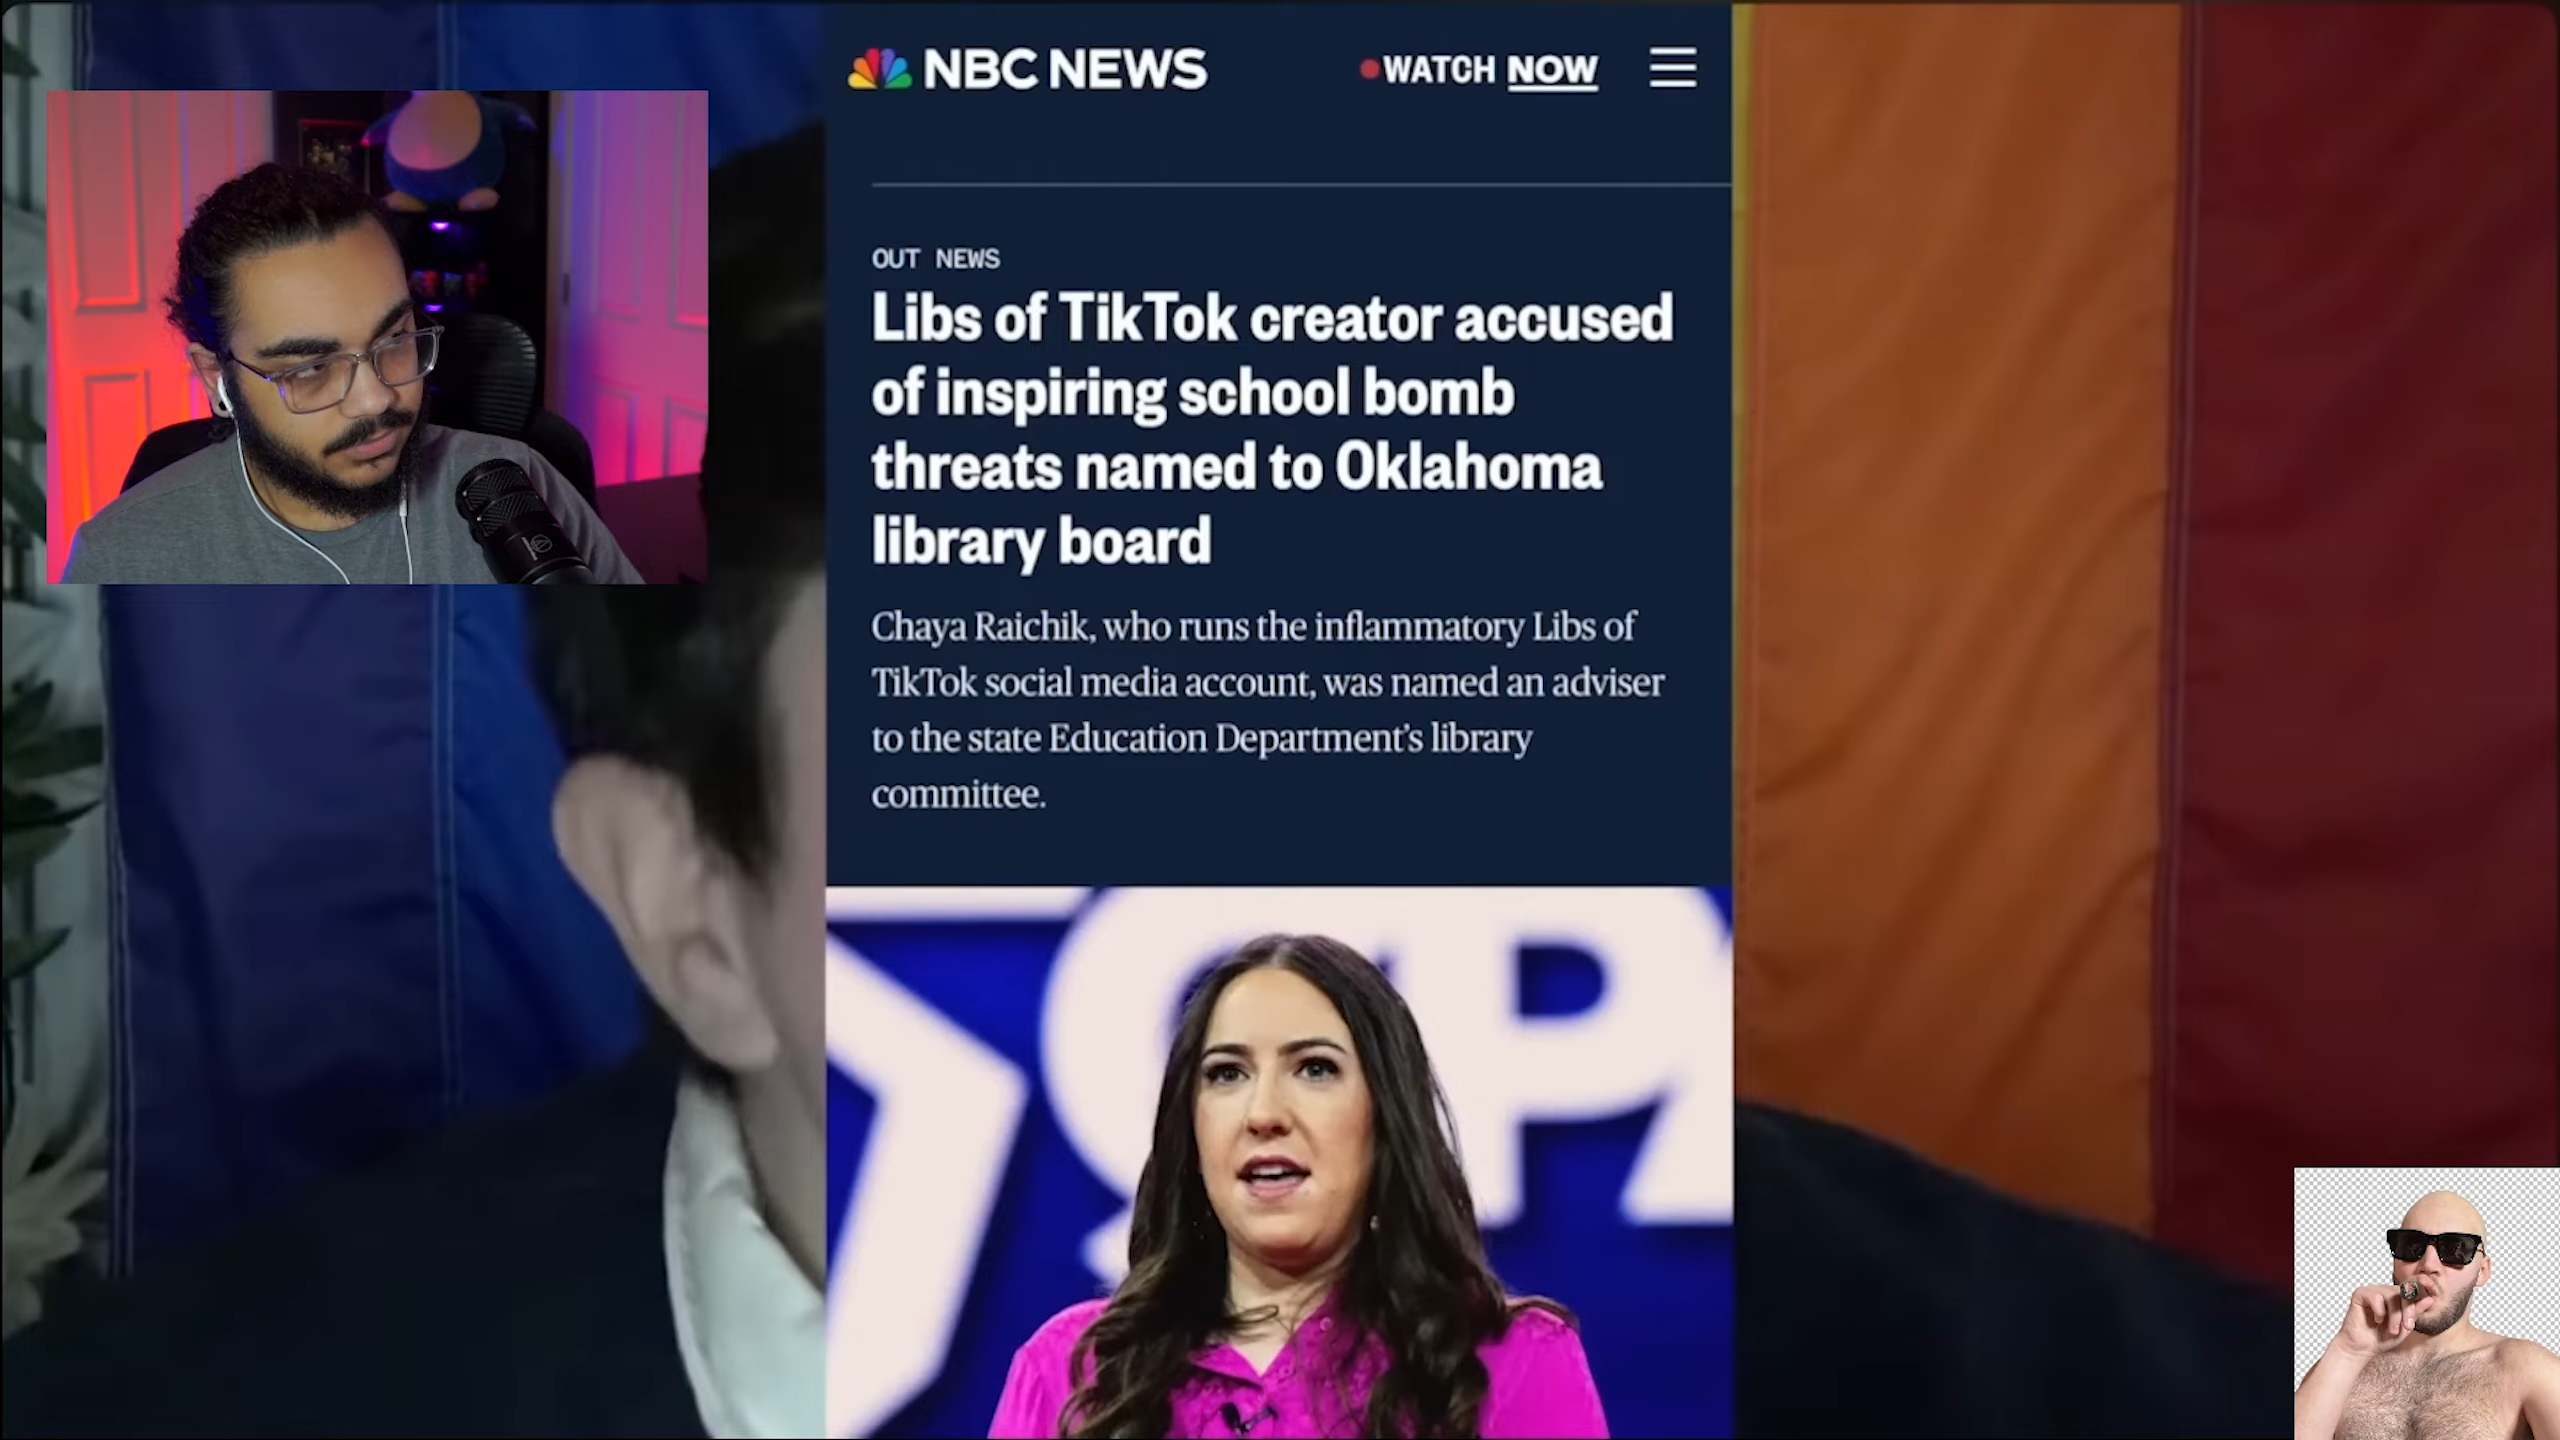 NBC NEWS
WATCH NOW
OUT NEWS
Libs of TikTok creator accused
of inspiring school bomb
threats named to Oklahoma
library board
Chaya Raichik, who runs the inflammatory Libs of
TikTok social media account, was named an adviser
to the state Education Department’s library
committee.
CPA